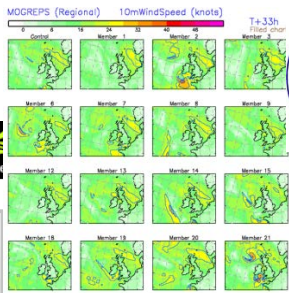 MOGREPS (Regional) 10mWindSpeed (knots)
0 8 16 24 32 40 48
T+33h
Filled char
Control Member 1 Member 2 Member 3
Member 6 Member 7 Member 8 Member 9
Member 12 Member 13 Member 14 Member 15
Member 18 Member 19 Member 20 Member 21